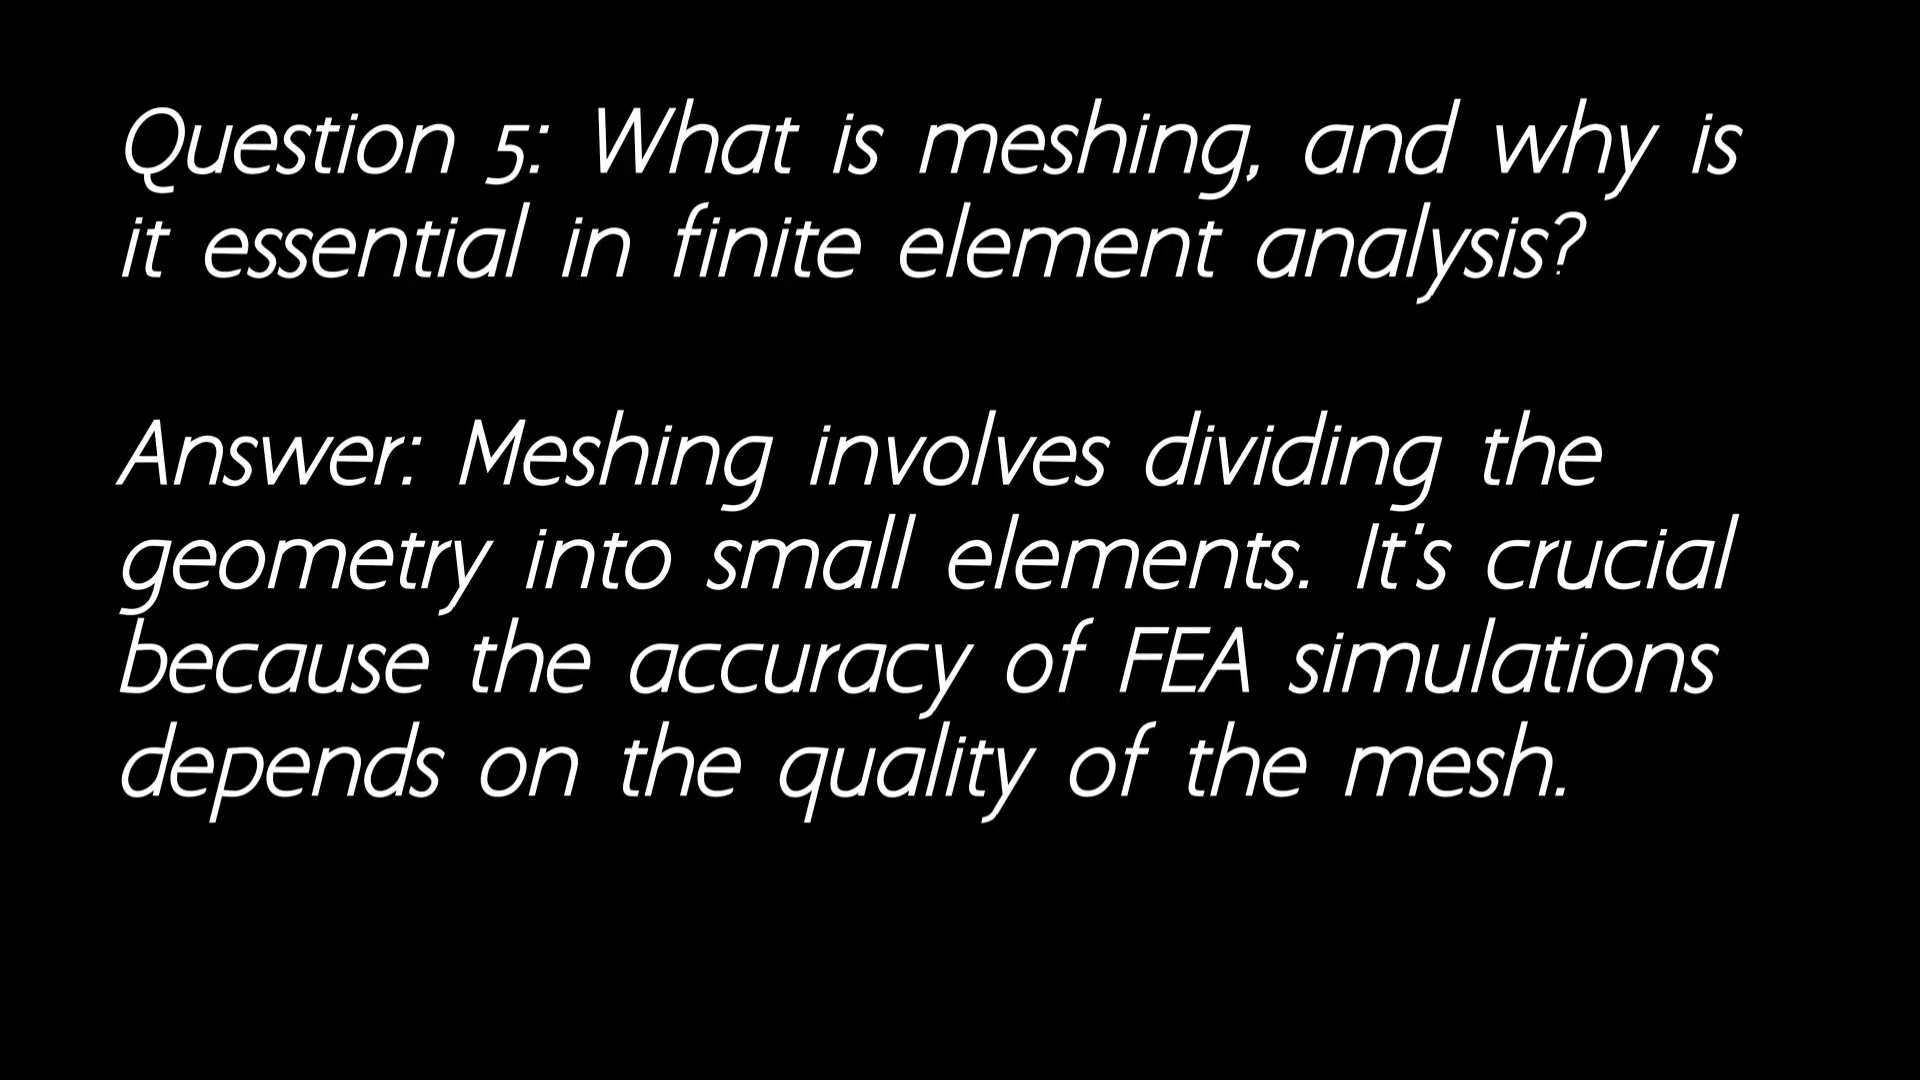 Question 5: What is meshing, and why is
it essential in finite element analysis?
Answer: Meshing involves dividing the
geometry into small elements. It's crucial
because the accuracy of FEA simulations
depends on the quality of the mesh.